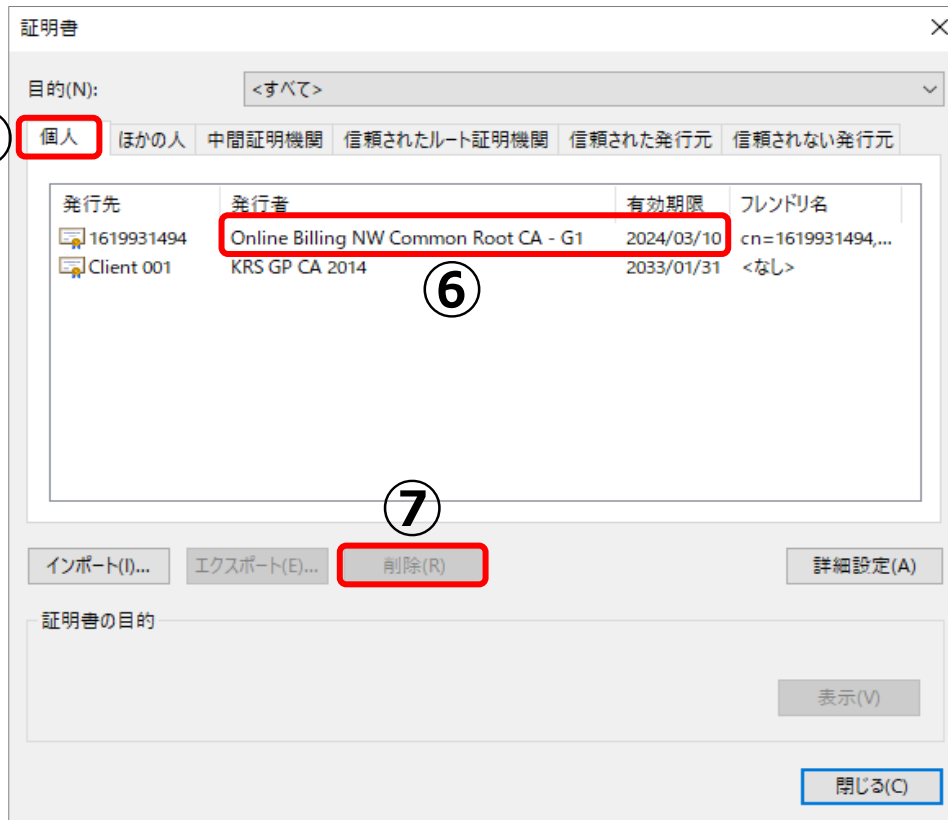 証明書
目的(N): <すべて>
個人 ほかの人 中間証明機関 信頼されたルート証明機関 信頼された発行元 信頼されない発行元
発行先 発行者 有効期限 フレンドリ名
1619931494 Online Billing NW Common Root CA - G1 2024/03/10 cn=1619931494,...
Client 001 KRS GP CA 2014 2033/01/31 <なし>
⑥
⑦
インポート(I)... エクスポート(E)... 削除(R) 詳細設定(A)
証明書の目的
表示(V)
閉じる(C)